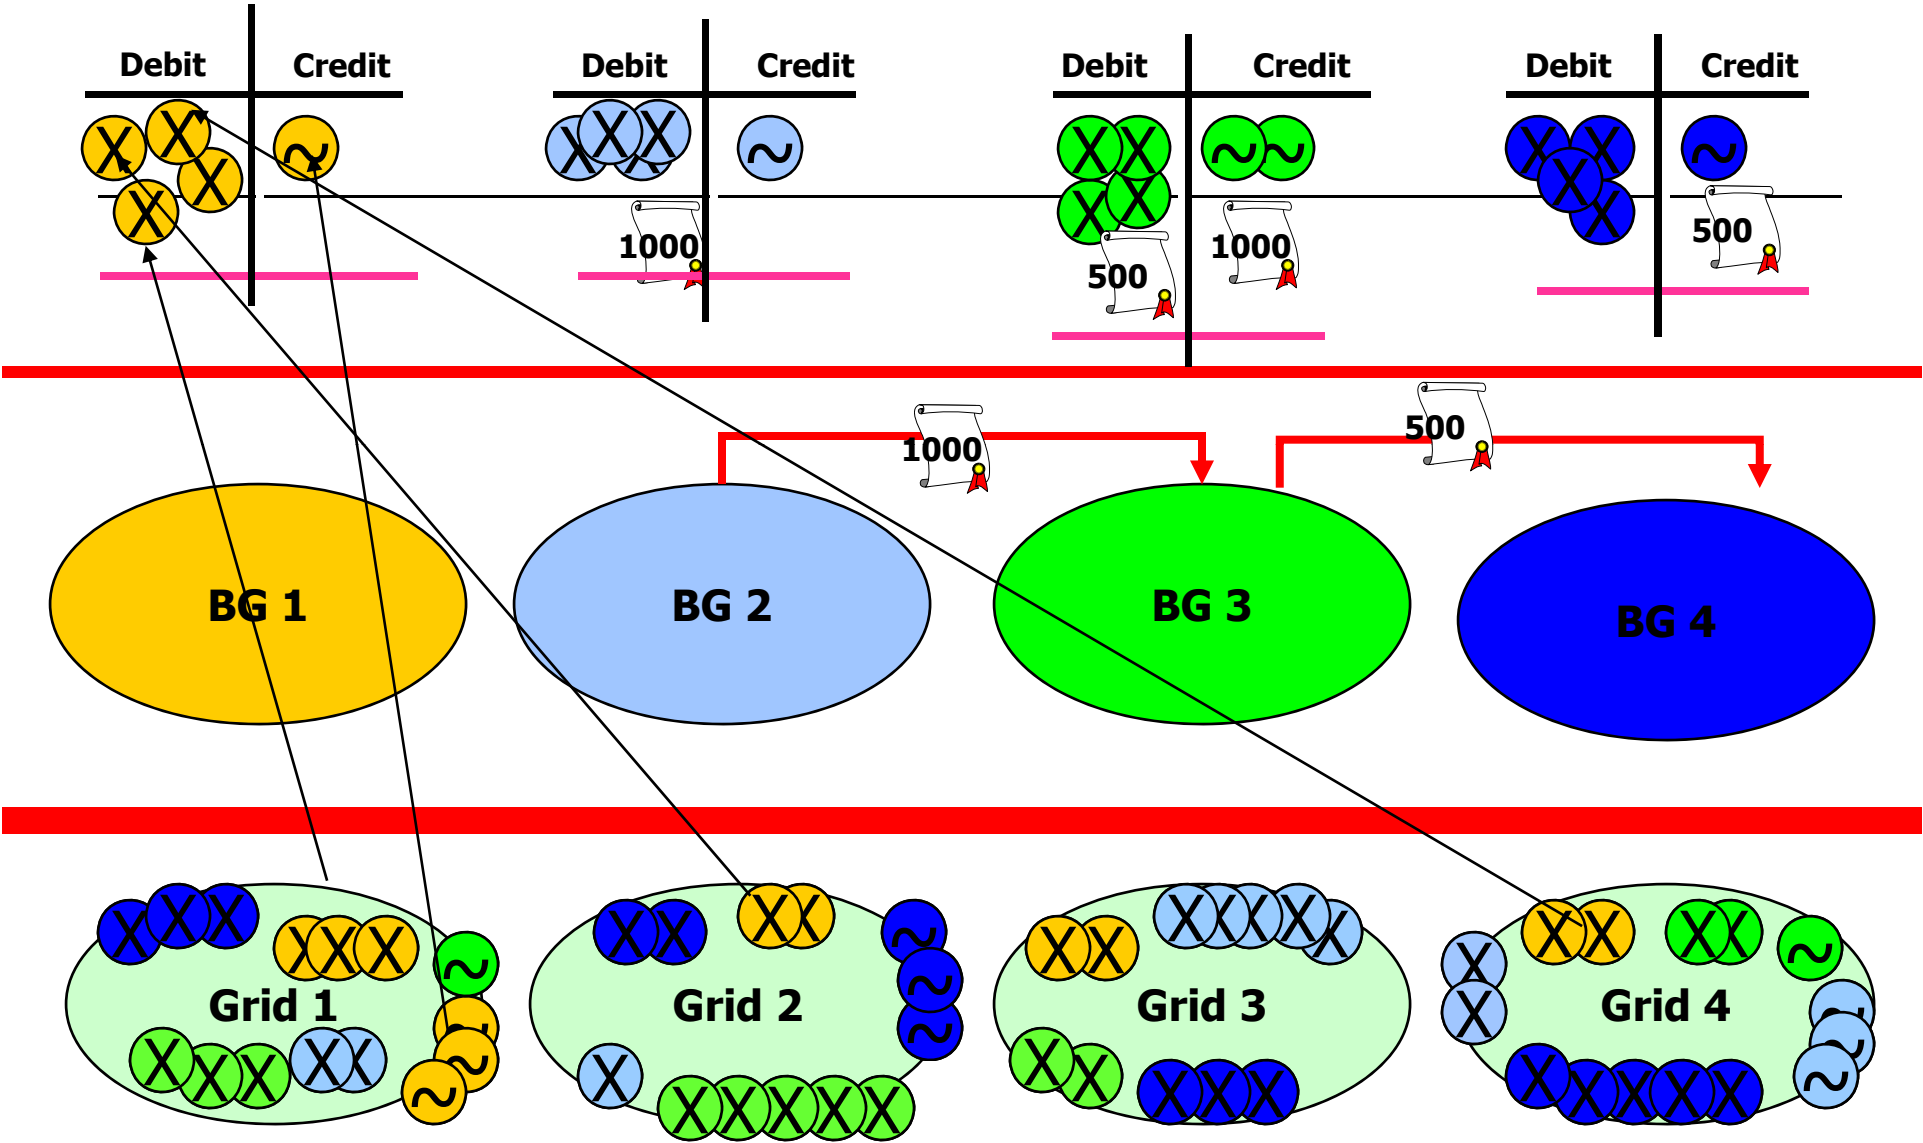 Debit Credit Debit Credit Debit Credit Debit Credit
X X X X ~ X X X X ~ X X X X ~ ~ X X X X ~
1000 500 1000 500
1000 500
BG 1 BG 2 BG 3 BG 4
X X X X X X ~ X X X X ~ ~ ~ X X X X X X X X X X X X X X ~
Grid 1 Grid 2 Grid 3 Grid 4
X X X X X ~ ~ ~ X X X X X X X X X X X X X X X X ~ ~ ~